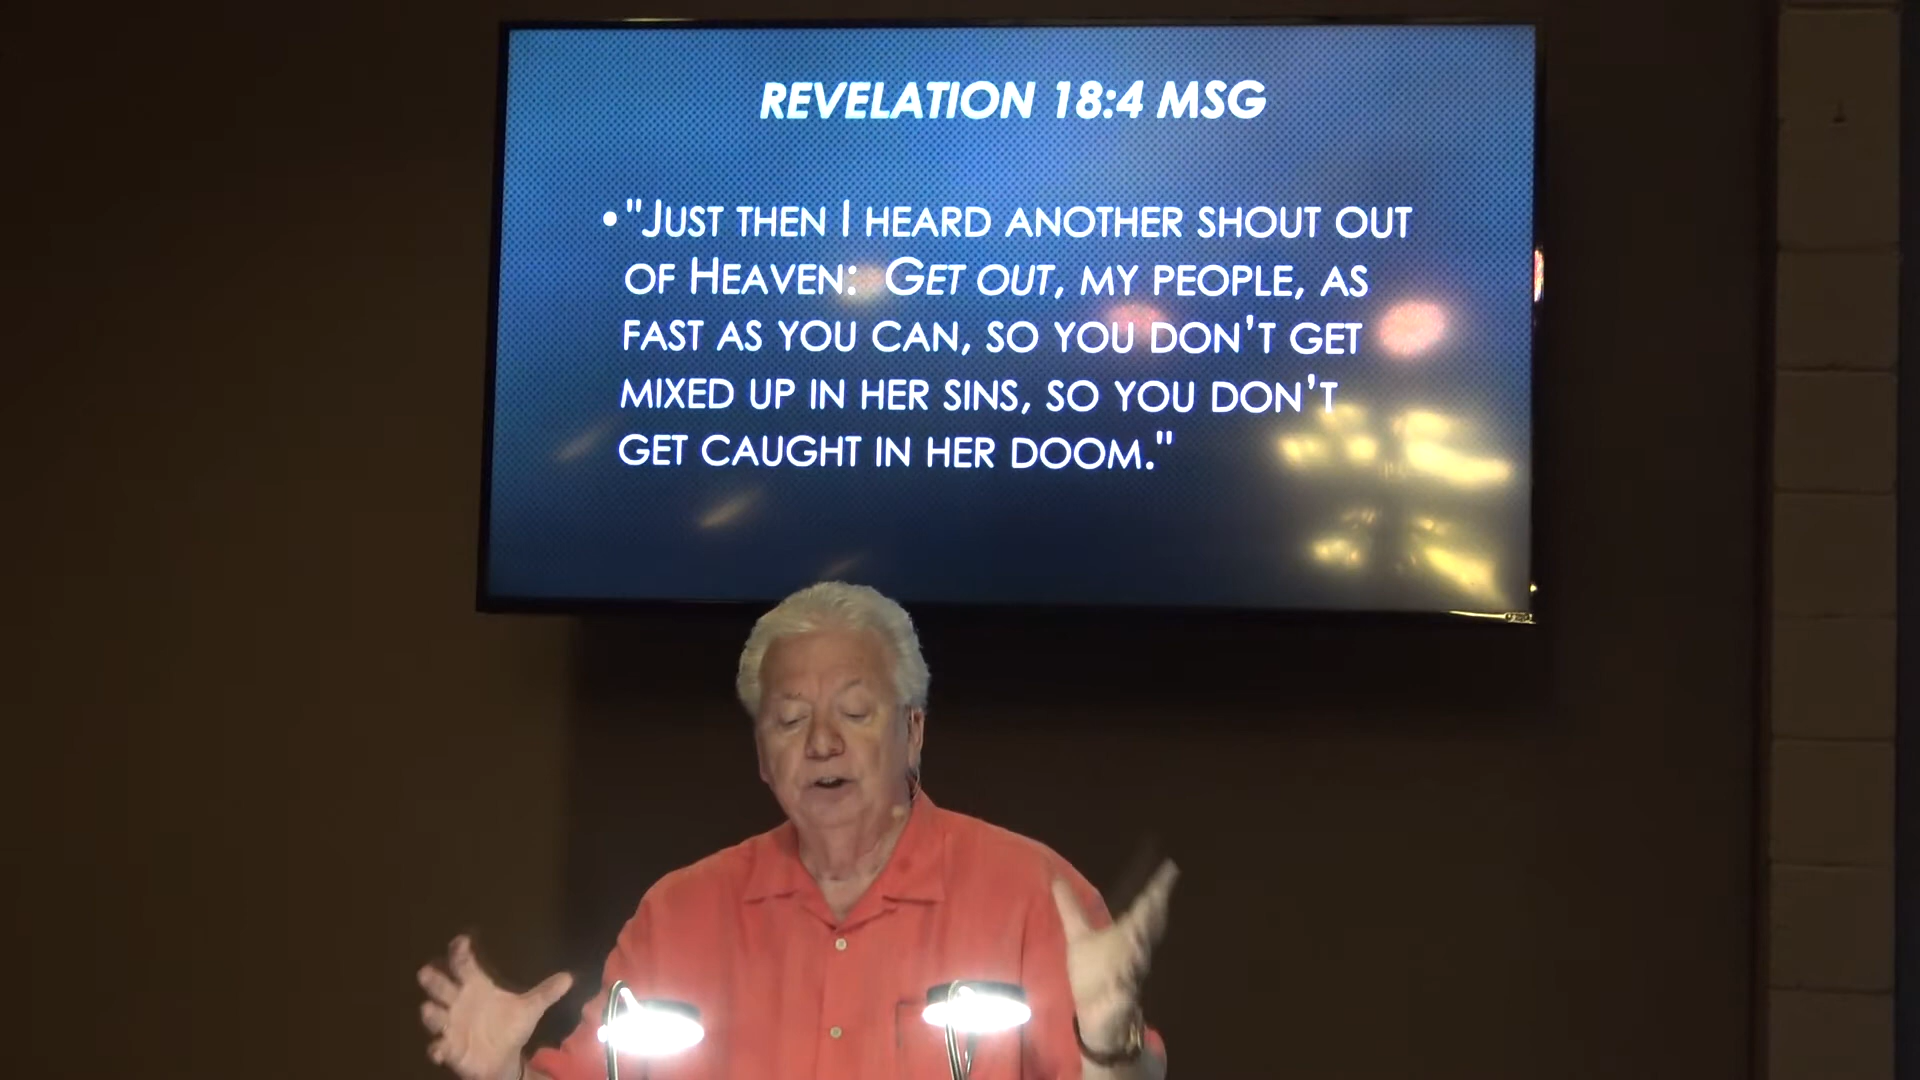 REVELATION 18:4 MSG
• "JUST THEN I HEARD ANOTHER SHOUT OUT
OF HEAVEN: GET OUT, MY PEOPLE, AS
FAST AS YOU CAN, SO YOU DON'T GET
MIXED UP IN HER SINS, SO YOU DON'T
GET CAUGHT IN HER DOOM."